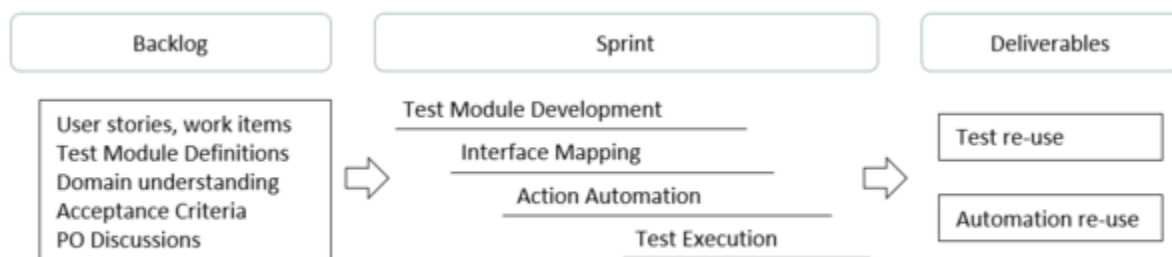 Backlog
Sprint
Deliverables
User stories, work items
Test Module Definitions
Domain understanding
Acceptance Criteria
PO Discussions
Test Module Development
Interface Mapping
Action Automation
Test Execution
Test re-use
Automation re-use